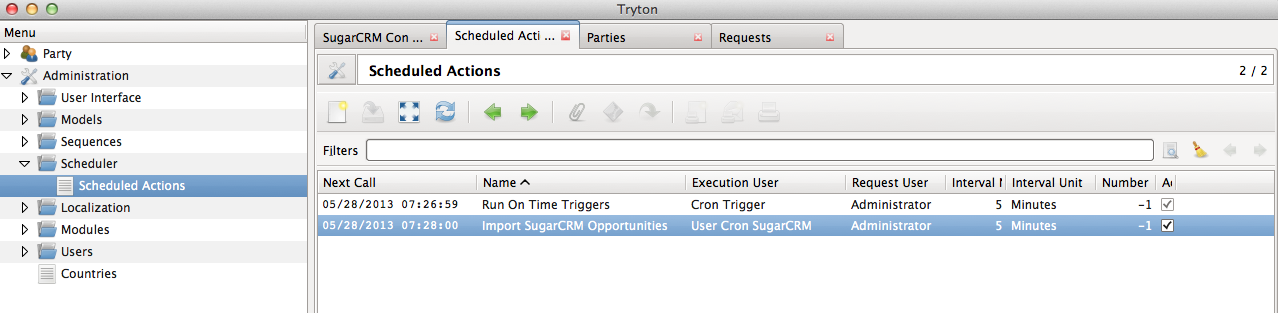 Tryton
Menu
Party
Administration
User Interface
Models
Sequences
Scheduler
Scheduled Actions
Localization
Modules
Users
Countries
SugarCRM Con ... Scheduled Acti ... Parties Requests
Scheduled Actions 2 / 2
Filters
Next Call Name Execution User Request User Interval Interval Unit Number
05/28/2013 07:26:59 Run On Time Triggers Cron Trigger Administrator 5 Minutes -1
05/28/2013 07:28:00 Import SugarCRM Opportunities User Cron SugarCRM Administrator 5 Minutes -1